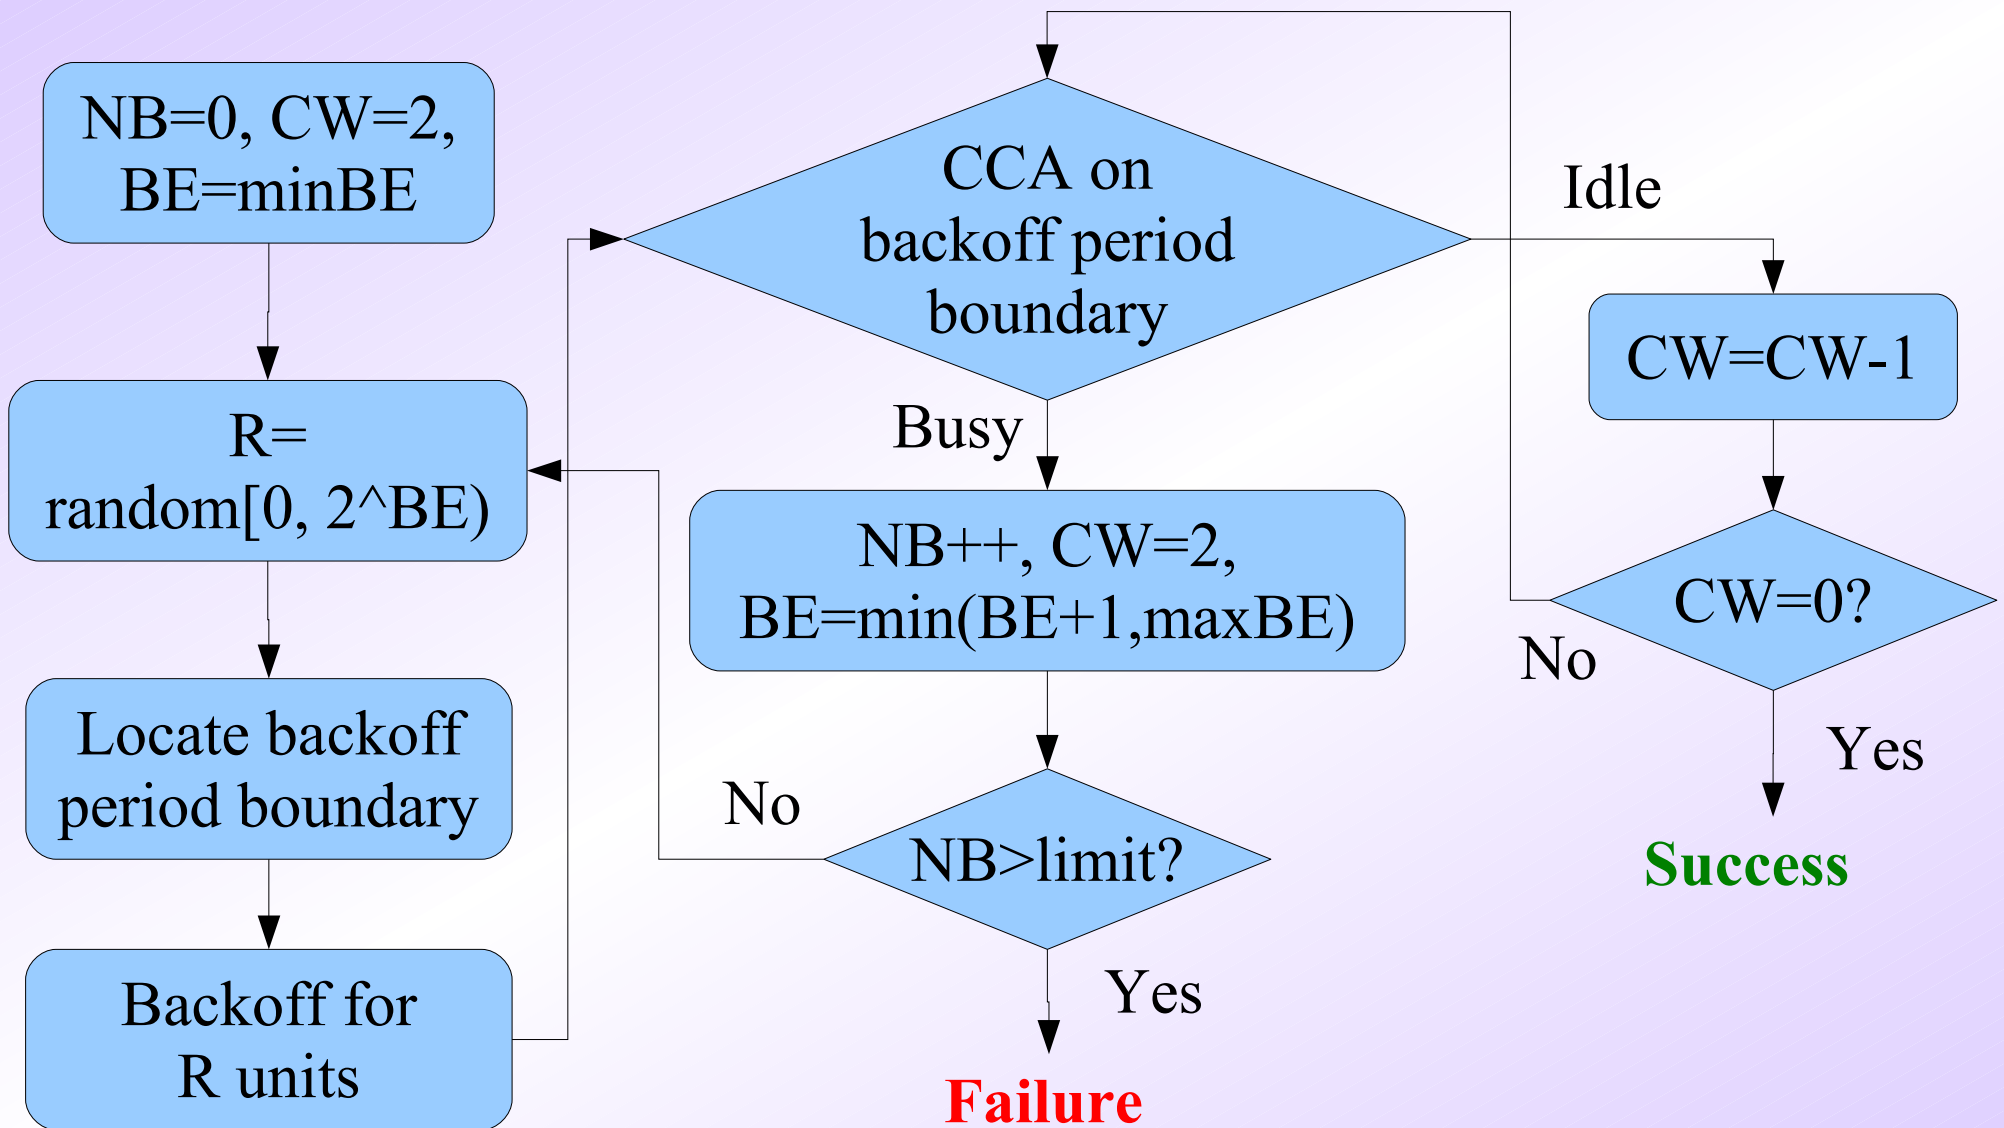 NB=0, CW=2,
BE=minBE
R=
random[0, 2^BE)
Locate backoff
period boundary
Backoff for
R units
CCA on
backoff period
boundary
Busy
NB++, CW=2,
BE=min(BE+1,maxBE)
No
NB>limit?
Yes
Failure
Idle
CW=CW-1
CW=0?
No
Yes
Success